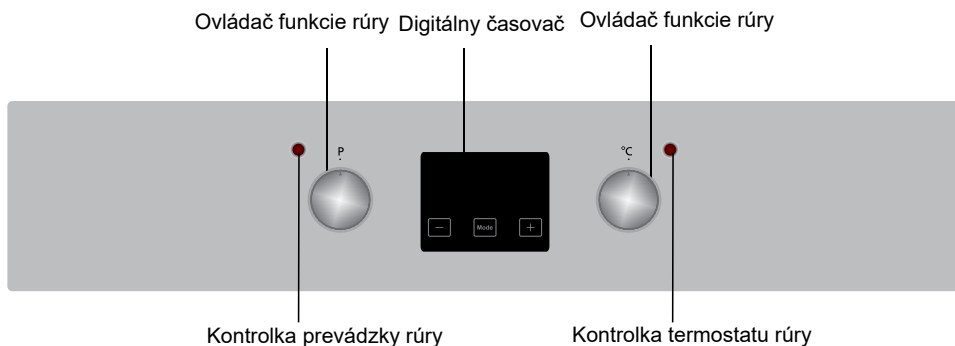 Ovládač funkcie rúry Digitálny časovač Ovládač funkcie rúry
P °C
− Mode +
Kontrolka prevádzky rúry Kontrolka termostatu rúry